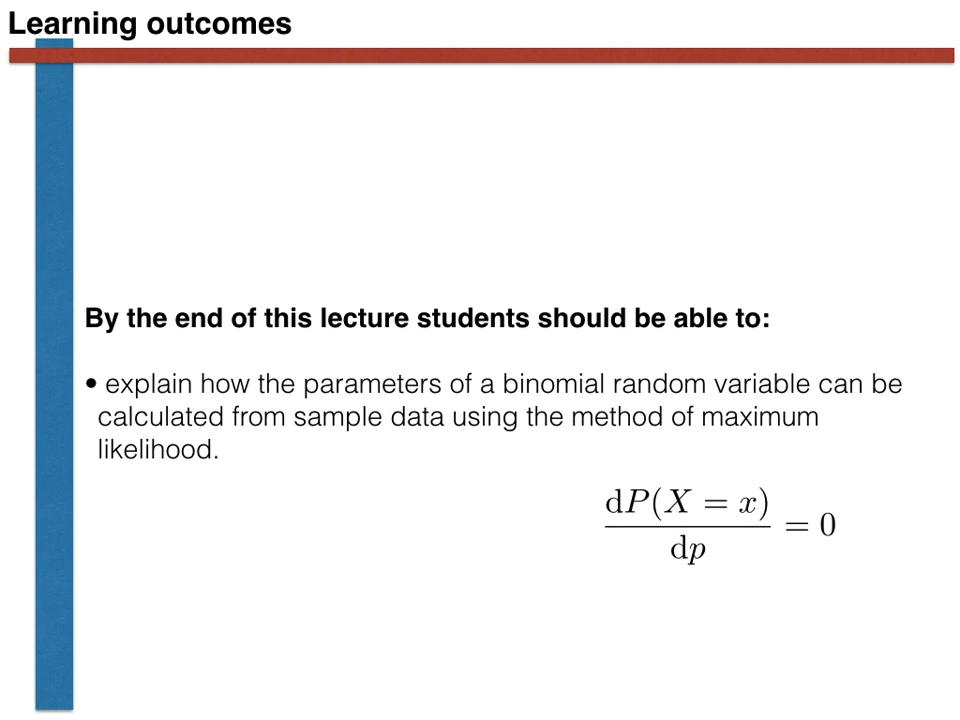 Learning outcomes
By the end of this lecture students should be able to:
• explain how the parameters of a binomial random variable can be
calculated from sample data using the method of maximum
likelihood.
dP(X = x)
dp
= 0